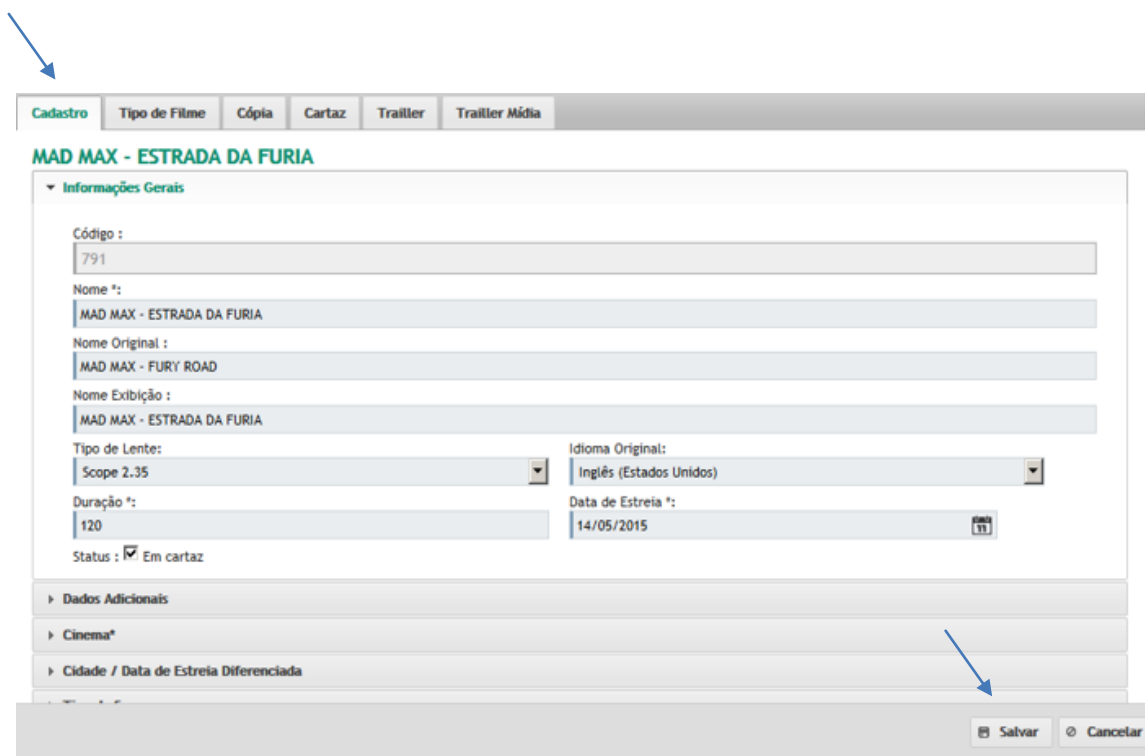 Cadastro Tipo de Filme Cópia Cartaz Trailler Trailler Mídia
MAD MAX - ESTRADA DA FURIA
Informações Gerais
Código :
791
Nome *:
MAD MAX - ESTRADA DA FURIA
Nome Original :
MAD MAX - FURY ROAD
Nome Exibição :
MAD MAX - ESTRADA DA FURIA
Tipo de Lente: Idioma Original:
Scope 2.35 Inglês (Estados Unidos)
Duração *: Data de Estreia *:
120 14/05/2015
Status : Em cartaz
Dados Adicionais
Cinema*
Cidade / Data de Estreia Diferenciada
Salvar Cancelar